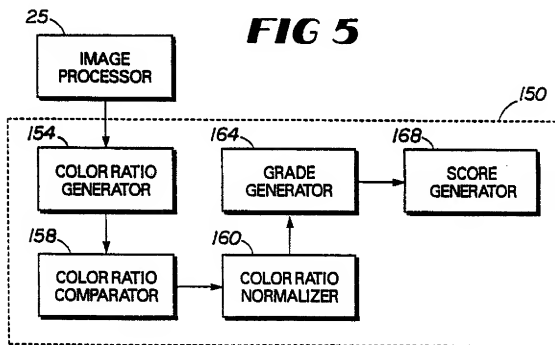 FIG 5
25
IMAGE
PROCESSOR
150
154
COLOR RATIO
GENERATOR
164
GRADE
GENERATOR
168
SCORE
GENERATOR
158
COLOR RATIO
COMPARATOR
160
COLOR RATIO
NORMALIZER